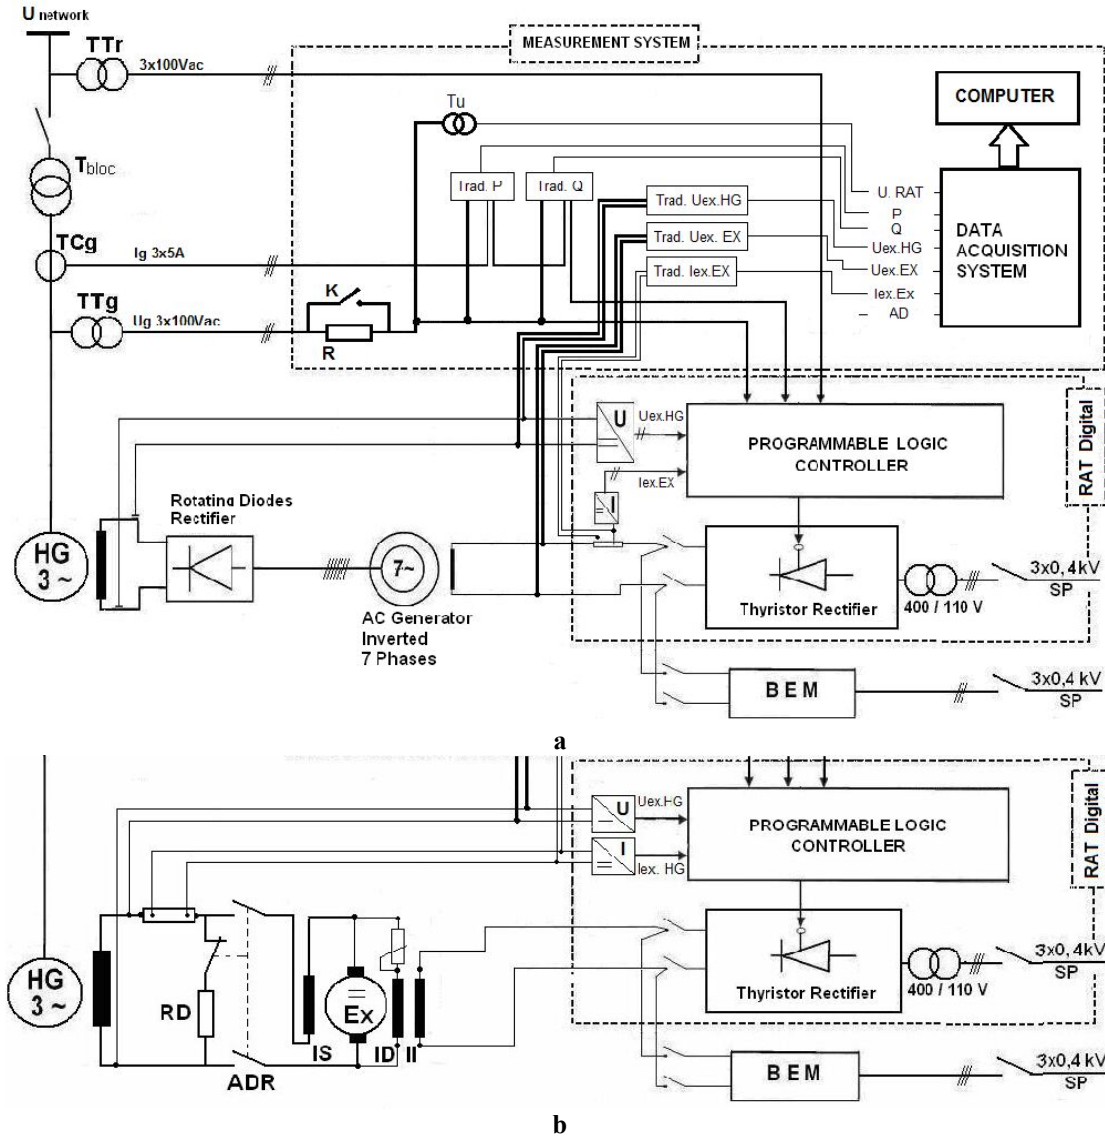 U network
TTr
3x100Vac
MEASUREMENT SYSTEM
COMPUTER
Tu
Tbloc
Trad. P
Trad. Q
Trad. Uex.HG
Trad. Uex. EX
Trad. Iex.EX
U. RAT
P
Q
Uex.HG
Uex.EX
Iex.Ex
AD
DATA
ACQUISITION
SYSTEM
TCg
Ig 3x5A
TTg
Ug 3x100Vac
K
R
RAT Digital
U
Uex.HG
Iex.EX
I
PROGRAMMABLE LOGIC
CONTROLLER
Rotating Diodes
Rectifier
HG
3 ~
7~
AC Generator
Inverted
7 Phases
Thyristor Rectifier
400 / 110 V
3x0,4kV
SP
BEM
3x0,4 kV
SP
a
RAT Digital
U
Uex.HG
I
Iex. HG
PROGRAMMABLE LOGIC
CONTROLLER
HG
3 ~
RD
ADR
IS
Ex
ID
II
Thyristor Rectifier
400 / 110 V
3x0,4kV
SP
BEM
3x0,4 kV
SP
b